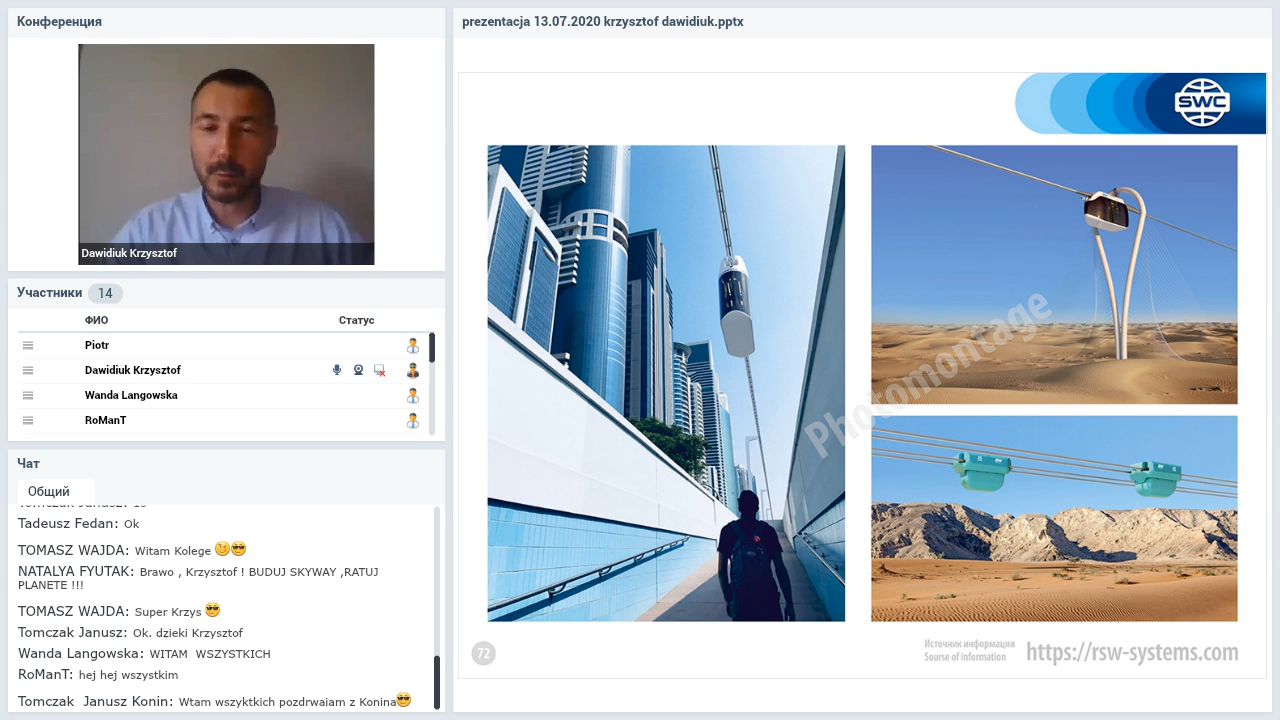 Конференция
Dawidiuk Krzysztof
Участники 14
ФИО Статус
Piotr
Dawidiuk Krzysztof
Wanda Langowska
RoManT
Чат
Общий
Tadeusz Fedan: Ok
TOMASZ WAJDA: Witam Kolege
NATALYA FYUTAK: Brawo , Krzysztof ! BUDUJ SKYWAY ,RATUJ
PLANETE !!!
TOMASZ WAJDA: Super Krzys
Tomczak Janusz: Ok. dzieki Krzysztof
Wanda Langowska: WITAM WSZYSTKICH
RoManT: hej hej wszystkim
Tomczak Janusz Konin: Wtam wszyktkich pozdrwaiam z Konina
prezentacja 13.07.2020 krzysztof dawidiuk.pptx
SWC
Photomontage
72
Источник информации
Sourse of information
https://rsw-systems.com